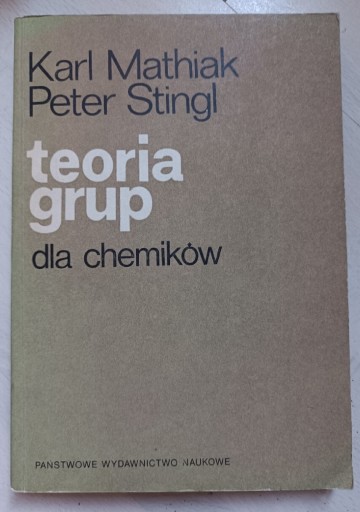 Karl Mathiak
Peter Stingl
teoria
grup
dla chemików
PAŃSTWOWE WYDAWNICTWO NAUKOWE